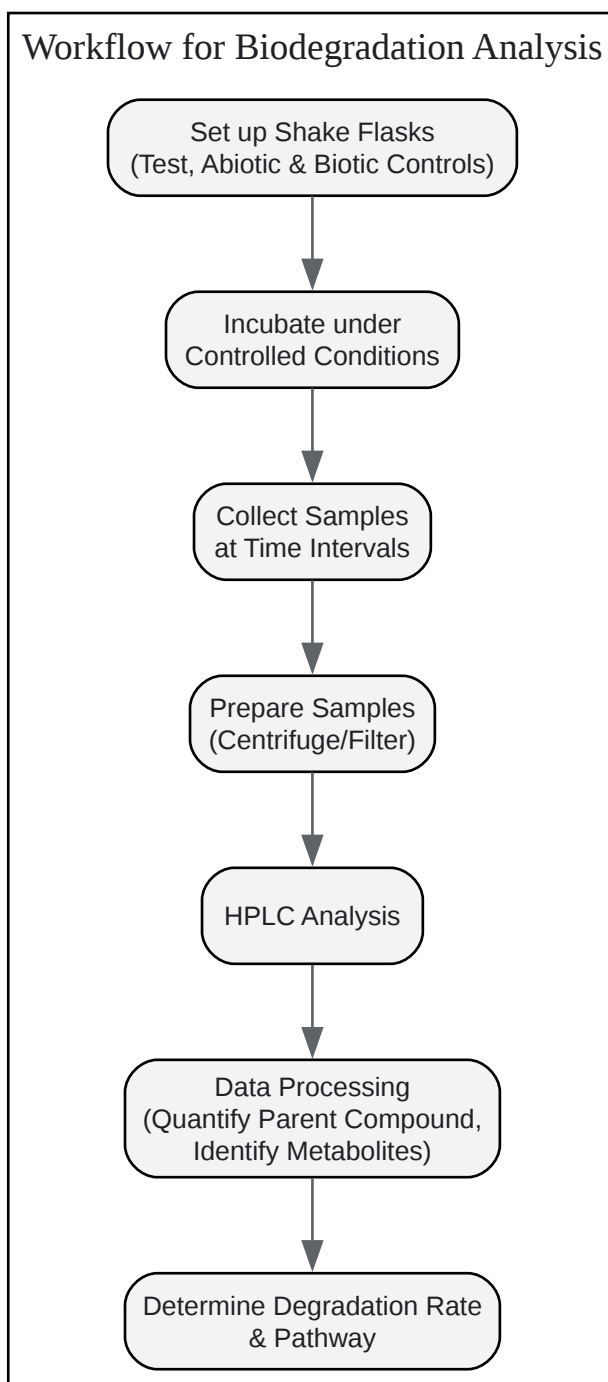 Workflow for Biodegradation Analysis
Set up Shake Flasks
(Test, Abiotic & Biotic Controls)
Incubate under
Controlled Conditions
Collect Samples
at Time Intervals
Prepare Samples
(Centrifuge/Filter)
HPLC Analysis
Data Processing
(Quantify Parent Compound,
Identify Metabolites)
Determine Degradation Rate
& Pathway